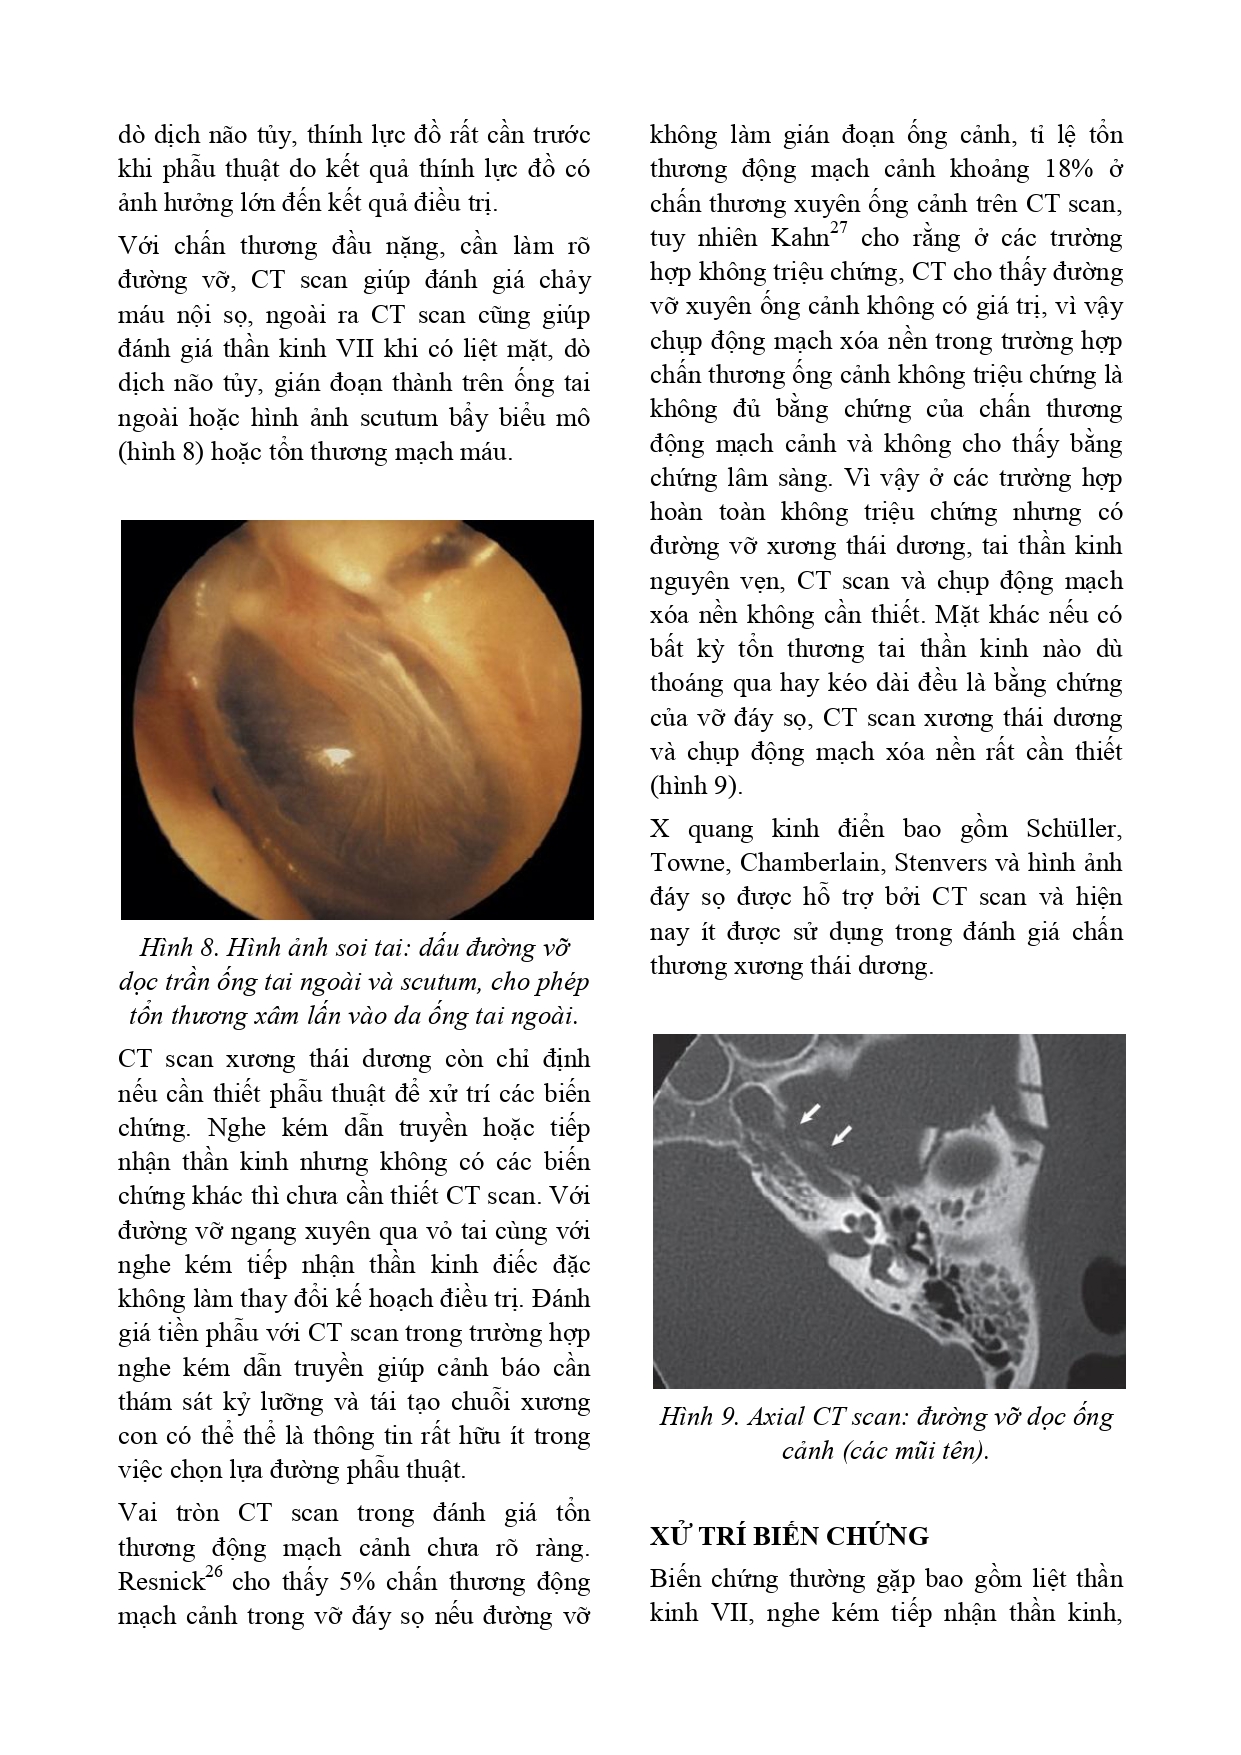 dò dịch não tủy, thính lực đồ rất cần trước
khi phẫu thuật do kết quả thính lực đồ có
ảnh hưởng lớn đến kết quả điều trị.
Với chấn thương đầu nặng, cần làm rõ
đường vỡ, CT scan giúp đánh giá chảy
máu nội sọ, ngoài ra CT scan cũng giúp
đánh giá thần kinh VII khi có liệt mặt, dò
dịch não tủy, gián đoạn thành trên ống tai
ngoài hoặc hình ảnh scutum bẩy biểu mô
(hình 8) hoặc tổn thương mạch máu.
Hình 8. Hình ảnh soi tai: dấu đường vỡ
dọc trần ống tai ngoài và scutum, cho phép
tổn thương xâm lấn vào da ống tai ngoài.
CT scan xương thái dương còn chỉ định
nếu cần thiết phẫu thuật để xử trí các biến
chứng. Nghe kém dẫn truyền hoặc tiếp
nhận thần kinh nhưng không có các biến
chứng khác thì chưa cần thiết CT scan. Với
đường vỡ ngang xuyên qua vỏ tai cùng với
nghe kém tiếp nhận thần kinh điếc đặc
không làm thay đổi kế hoạch điều trị. Đánh
giá tiền phẫu với CT scan trong trường hợp
nghe kém dẫn truyền giúp cảnh báo cần
thám sát kỷ lưỡng và tái tạo chuỗi xương
con có thể thể là thông tin rất hữu ít trong
việc chọn lựa đường phẫu thuật.
Vai tròn CT scan trong đánh giá tổn
thương động mạch cảnh chưa rõ ràng.
Resnick26 cho thấy 5% chấn thương động
mạch cảnh trong vỡ đáy sọ nếu đường vỡ
không làm gián đoạn ống cảnh, tỉ lệ tổn
thương động mạch cảnh khoảng 18% ở
chấn thương xuyên ống cảnh trên CT scan,
tuy nhiên Kahn27 cho rằng ở các trường
hợp không triệu chứng, CT cho thấy đường
vỡ xuyên ống cảnh không có giá trị, vì vậy
chụp động mạch xóa nền trong trường hợp
chấn thương ống cảnh không triệu chứng là
không đủ bằng chứng của chấn thương
động mạch cảnh và không cho thấy bằng
chứng lâm sàng. Vì vậy ở các trường hợp
hoàn toàn không triệu chứng nhưng có
đường vỡ xương thái dương, tai thần kinh
nguyên vẹn, CT scan và chụp động mạch
xóa nền không cần thiết. Mặt khác nếu có
bất kỳ tổn thương tai thần kinh nào dù
thoáng qua hay kéo dài đều là bằng chứng
của vỡ đáy sọ, CT scan xương thái dương
và chụp động mạch xóa nền rất cần thiết
(hình 9).
X quang kinh điển bao gồm Schüller,
Towne, Chamberlain, Stenvers và hình ảnh
đáy sọ được hỗ trợ bởi CT scan và hiện
nay ít được sử dụng trong đánh giá chấn
thương xương thái dương.
Hình 9. Axial CT scan: đường vỡ dọc ống
cảnh (các mũi tên).
XỬ TRÍ BIẾN CHỨNG
Biến chứng thường gặp bao gồm liệt thần
kinh VII, nghe kém tiếp nhận thần kinh,